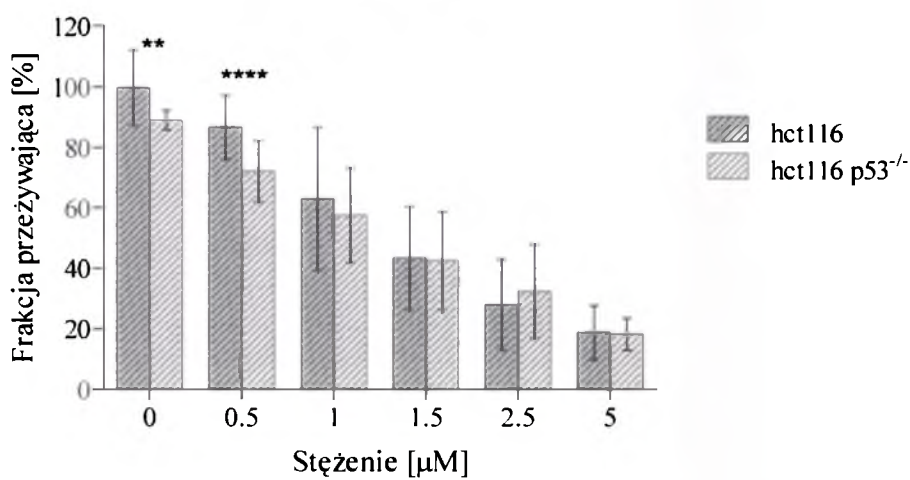 Frakcja przeżywająca [%]
120
100
80
60
40
20
0
**
****
0 0.5 1 1.5 2.5 5
Stężenie [μM]
hct116
hct116 p53-/-